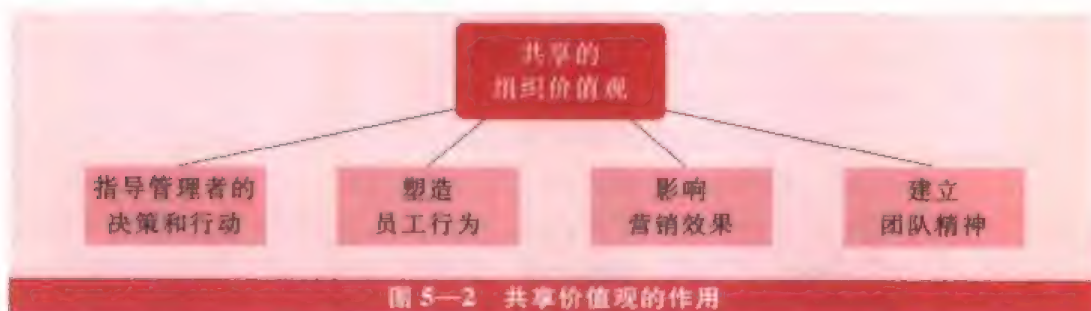 共享的
组织价值观
指导管理者的
决策和行动
塑造
员工行为
影响
营销效果
建立
团队精神
图 5—2 共享价值观的作用